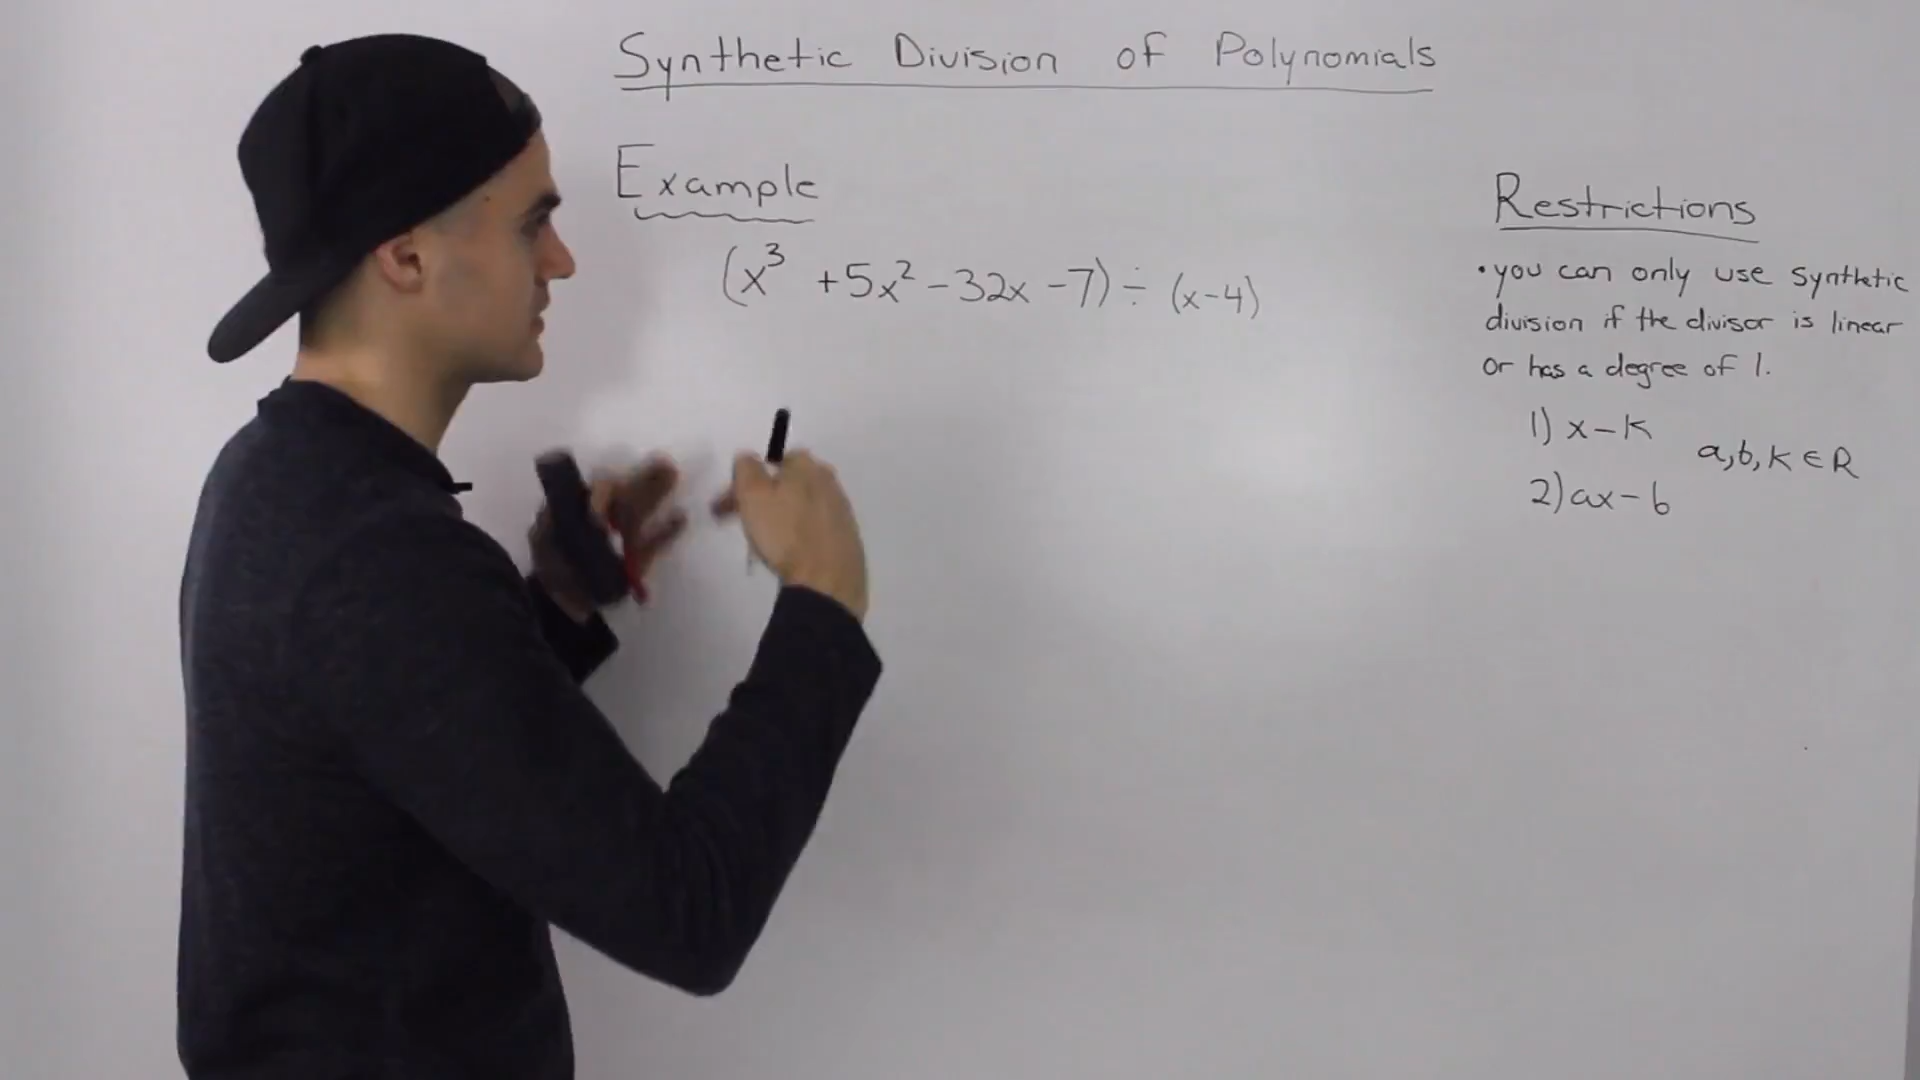 Synthetic Division of Polynomials
Example
(x³ +5x² -32x -7) ÷ (x-4)
Restrictions
• you can only use synthetic
division if the divisor is linear
or has a degree of 1.
1) x-k
a,b,k ∈ R
2) ax-b